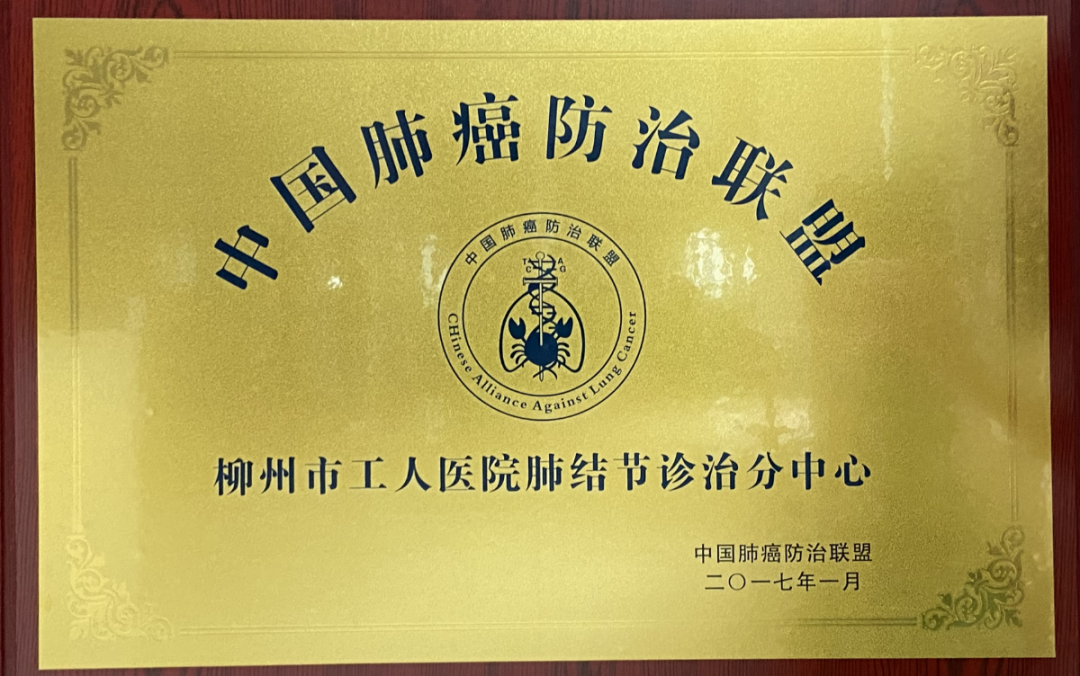 中国肺癌防治联盟
中国肺癌防治联盟
CHinese Alliance Against Lung Cancer
柳州市工人医院肺结节诊治分中心
中国肺癌防治联盟
二〇一七年一月